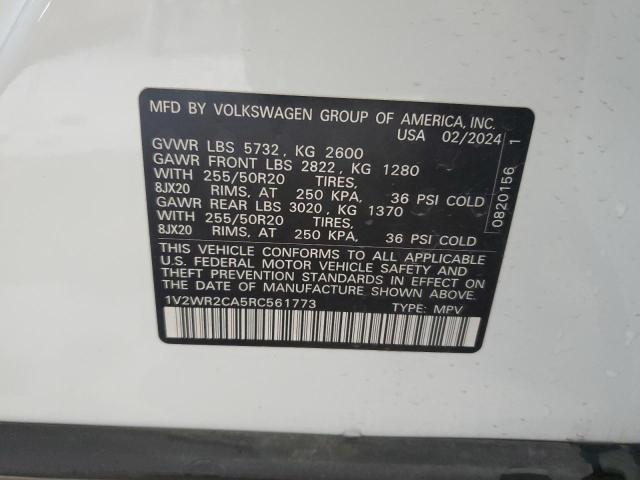 MFD BY VOLKSWAGEN GROUP OF AMERICA, INC.
USA 02/2024
GVWR LBS 5732, KG 2600
GAWR FRONT LBS 2822, KG 1280
WITH 255/50R20 TIRES,
8JX20 RIMS, AT 250 KPA, 36 PSI COLD
GAWR REAR LBS 3020, KG 1370
WITH 255/50R20 TIRES,
8JX20 RIMS, AT 250 KPA, 36 PSI COLD
THIS VEHICLE CONFORMS TO ALL APPLICABLE
U.S. FEDERAL MOTOR VEHICLE SAFETY AND
THEFT PREVENTION STANDARDS IN EFFECT ON
THE DATE OF MANUFACTURE SHOWN ABOVE.
1V2WR2CA5RC561773 TYPE: MPV
0820166 1